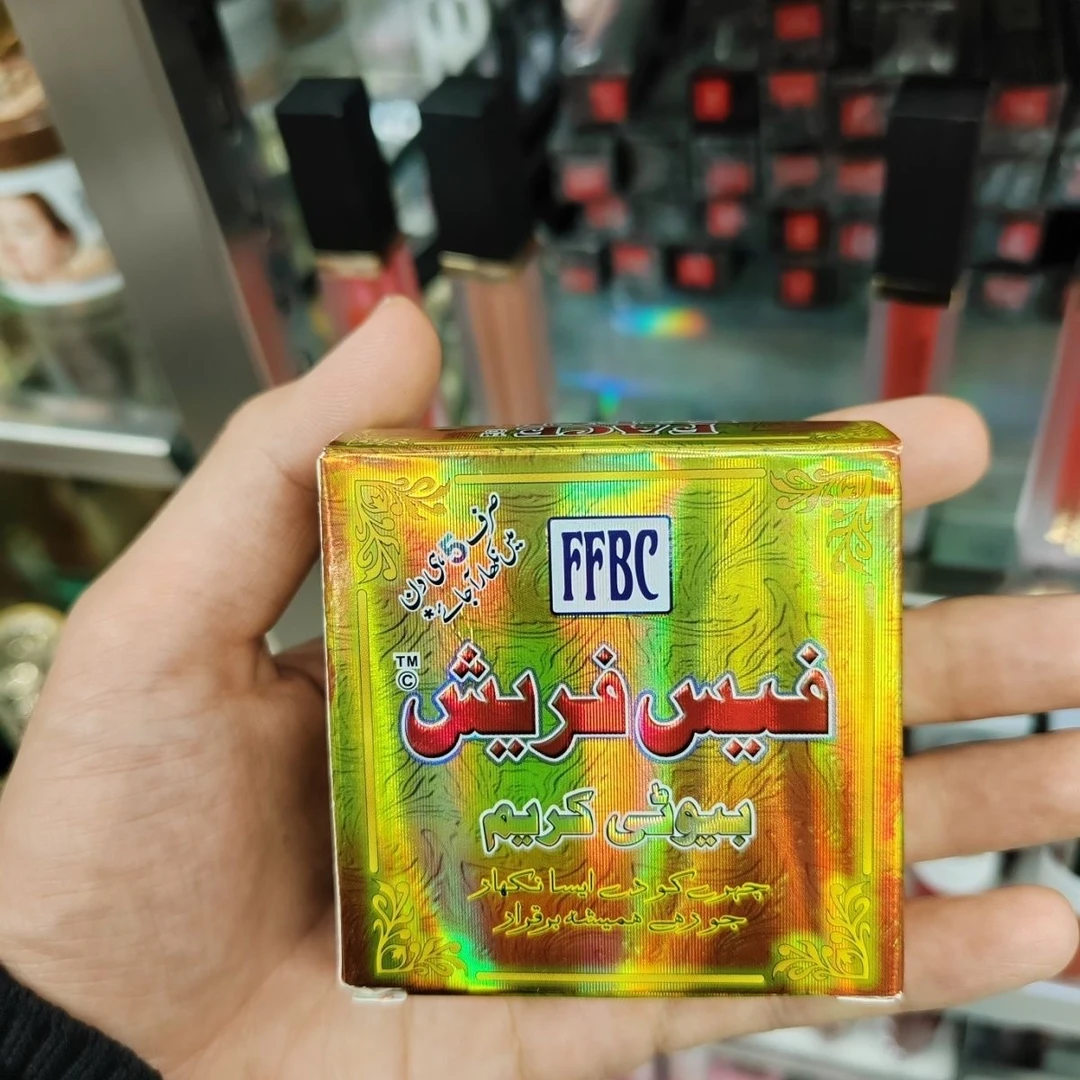 صرف 5 ہی دن
میں نکھار آجائے*
FFBC
TM
©
فیس فریش
بیوٹی کریم
چہرے کو دے ایسا نکھار
جو رہے ہمیشہ برقرار